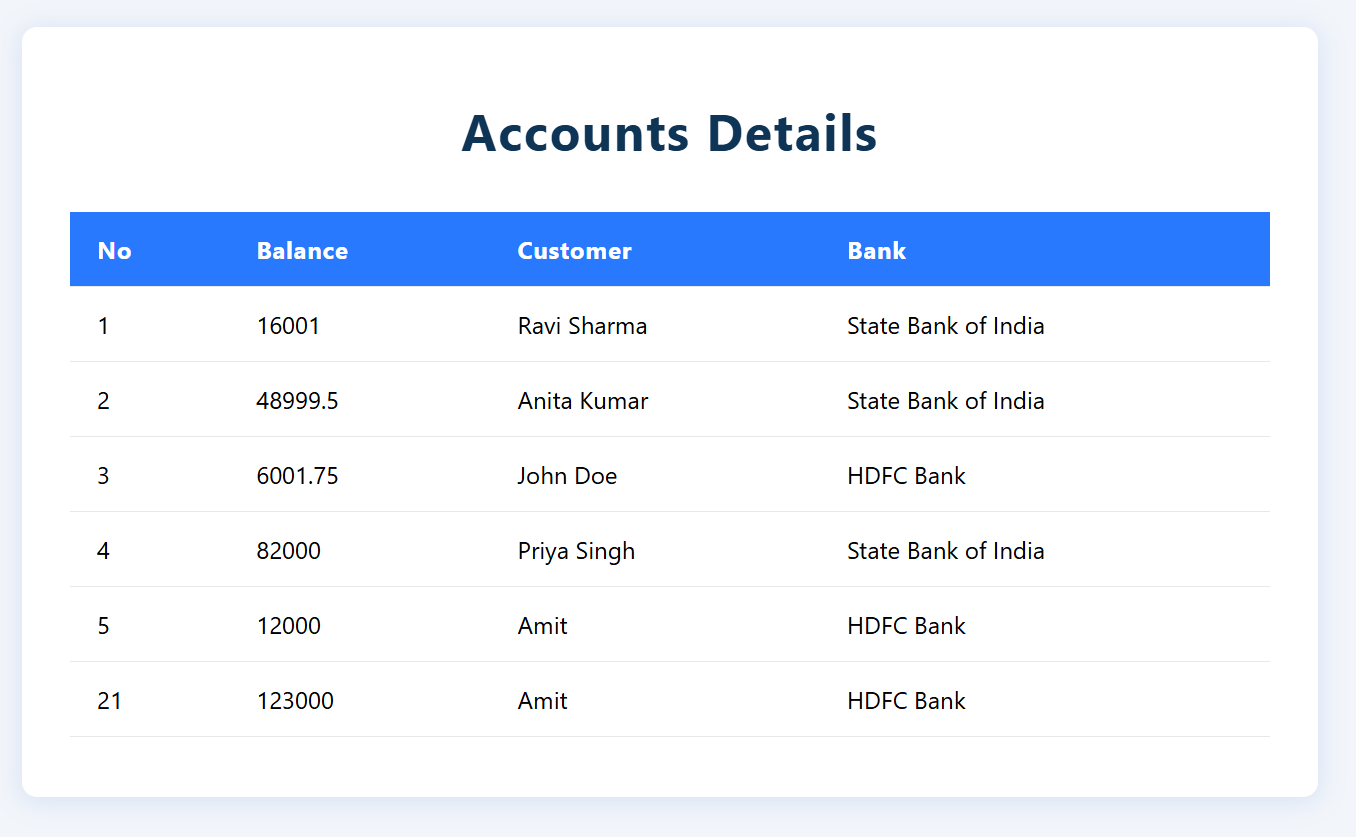 Accounts Details
No Balance Customer Bank
1 16001 Ravi Sharma State Bank of India
2 48999.5 Anita Kumar State Bank of India
3 6001.75 John Doe HDFC Bank
4 82000 Priya Singh State Bank of India
5 12000 Amit HDFC Bank
21 123000 Amit HDFC Bank